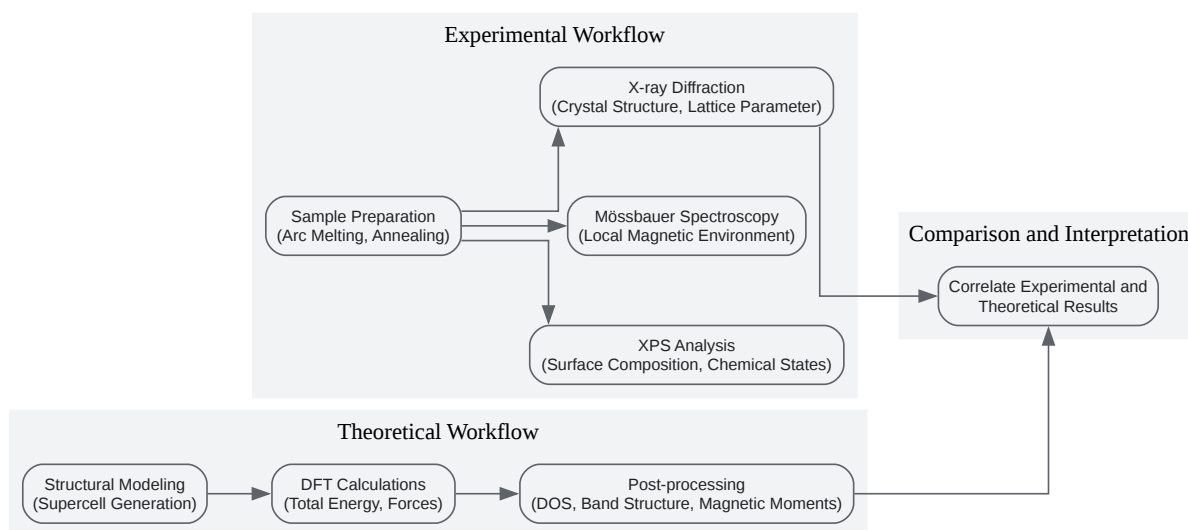 Experimental Workflow
X-ray Diffraction
(Crystal Structure, Lattice Parameter)
Sample Preparation
(Arc Melting, Annealing)
Mössbauer Spectroscopy
(Local Magnetic Environment)
XPS Analysis
(Surface Composition, Chemical States)
Comparison and Interpretation
Correlate Experimental and
Theoretical Results
Theoretical Workflow
Structural Modeling
(Supercell Generation)
DFT Calculations
(Total Energy, Forces)
Post-processing
(DOS, Band Structure, Magnetic Moments)